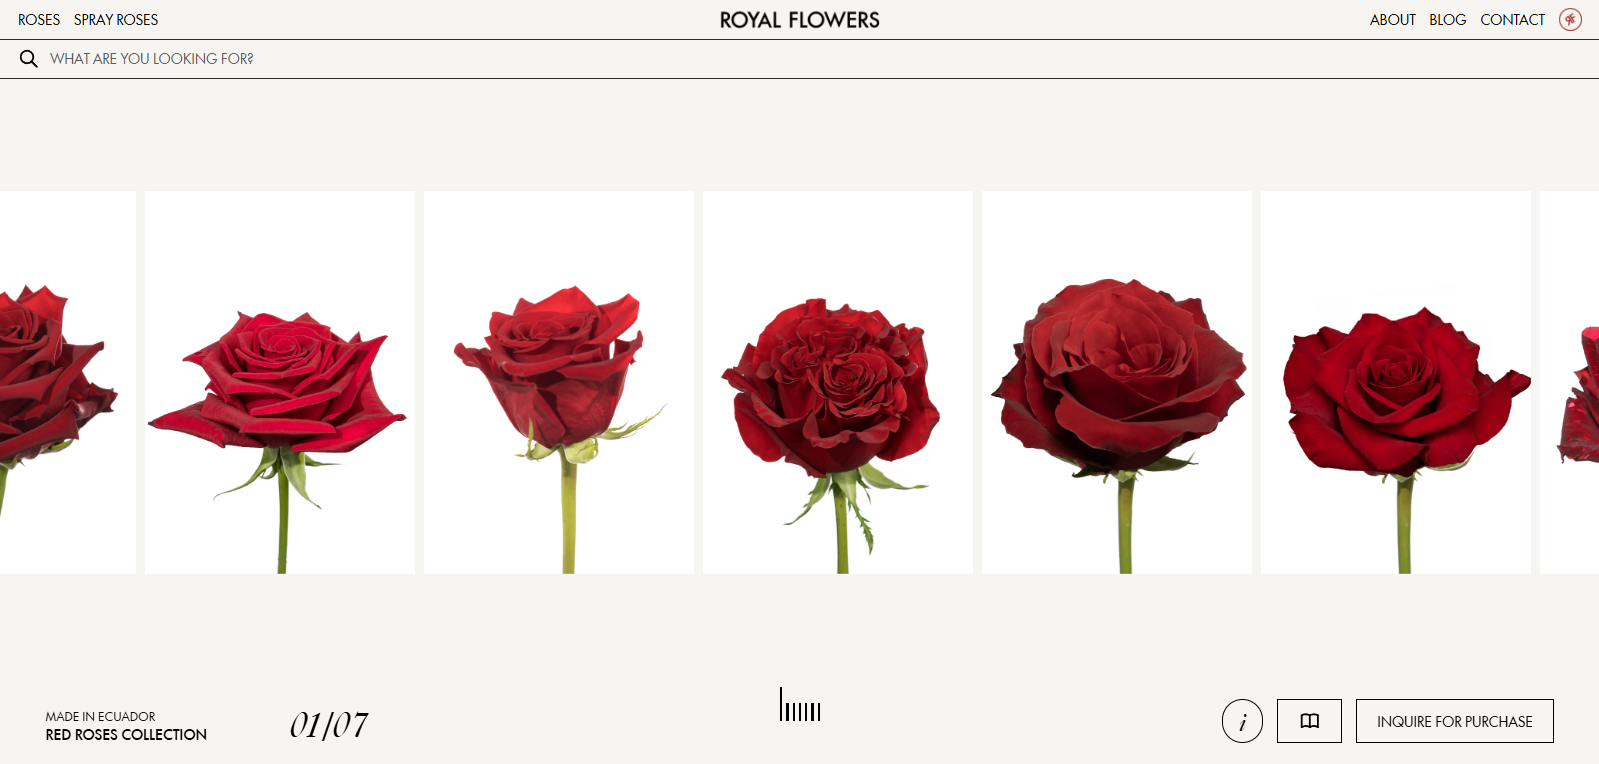 ROSES SPRAY ROSES ROYAL FLOWERS ABOUT BLOG CONTACT
WHAT ARE YOU LOOKING FOR?
MADE IN ECUADOR
RED ROSES COLLECTION
01/07
i
INQUIRE FOR PURCHASE